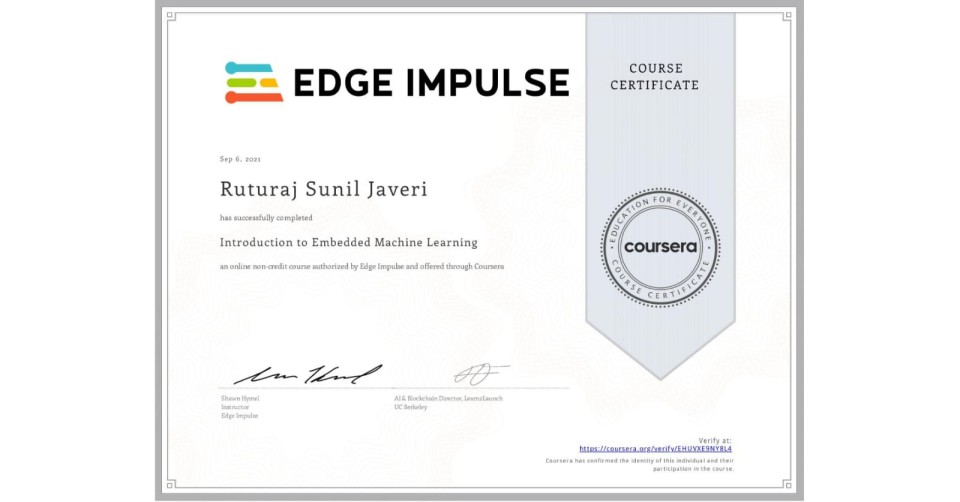 EDGE IMPULSE
COURSE
CERTIFICATE
Sep 6, 2021
Ruturaj Sunil Javeri
has successfully completed
Introduction to Embedded Machine Learning
an online non-credit course authorized by Edge Impulse and offered through Coursera
EDUCATION FOR EVERYONE
coursera
COURSE CERTIFICATE
Shawn Hymel
Instructor
Edge Impulse
AI & Blockchain Director, LearnxLaunch
UC Berkeley
Verify at:
https://coursera.org/verify/EHUVXE9NY8L4
Coursera has confirmed the identity of this individual and their
participation in the course.